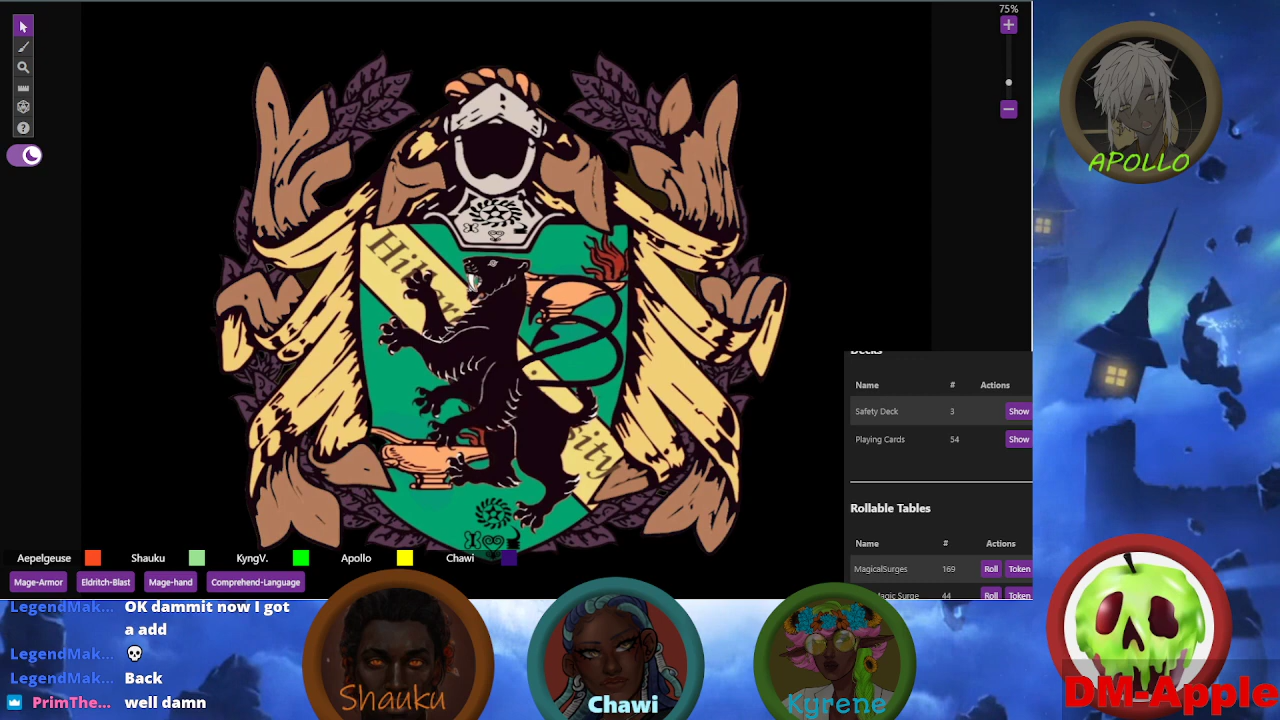 75%
APOLLO
Decks
Name # Actions
Safety Deck 3 Show
Playing Cards 54 Show
Rollable Tables
Name # Actions
MagicalSurges 169 Roll Token
Magic Surge 44 Roll Token
Aepelgeuse Shauku KyngV. Apollo Chawi
Mage-Armor Eldritch-Blast Mage-hand Comprehend-Language
LegendMak... OK dammit now I got
a add
LegendMak... 💀
LegendMak... Back
PrimThe... well damn
Shauku
Chawi
Kyrene
DM-Apple